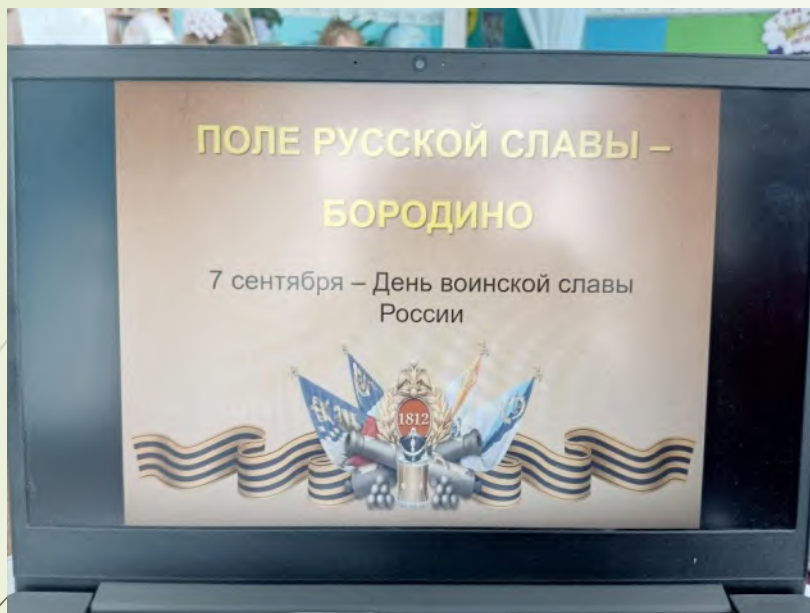 ПОЛЕ РУССКОЙ СЛАВЫ –
БОРОДИНО
7 сентября – День воинской славы
России
1812